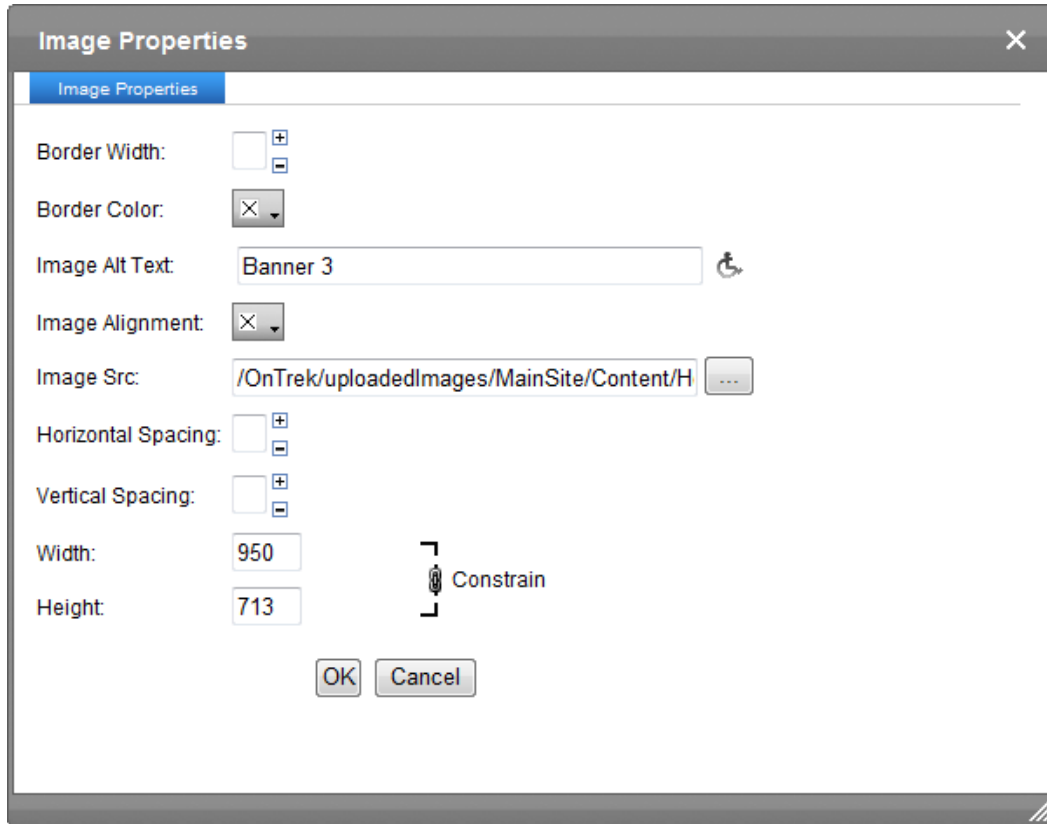 Image Properties
Image Properties
Border Width:
Border Color:
Image Alt Text: Banner 3
Image Alignment:
Image Src: /OnTrek/uploadedImages/MainSite/Content/H ...
Horizontal Spacing:
Vertical Spacing:
Width: 950
Constrain
Height: 713
OK Cancel